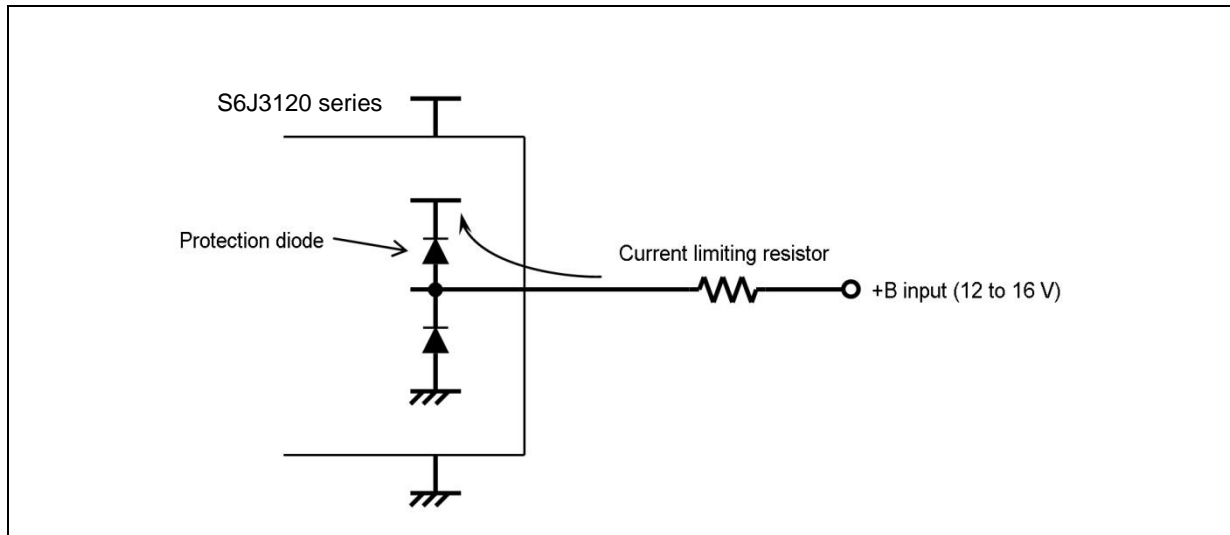 S6J3120 series
Protection diode
Current limiting resistor
+B input (12 to 16 V)